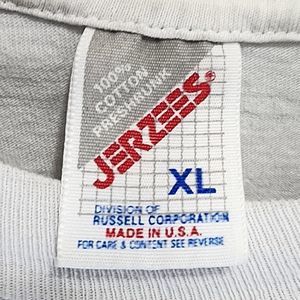 100%
COTTON
PRESHRUNK
JERZEES®
XL
DIVISION OF
RUSSELL CORPORATION
MADE IN U.S.A.
FOR CARE & CONTENT SEE REVERSE